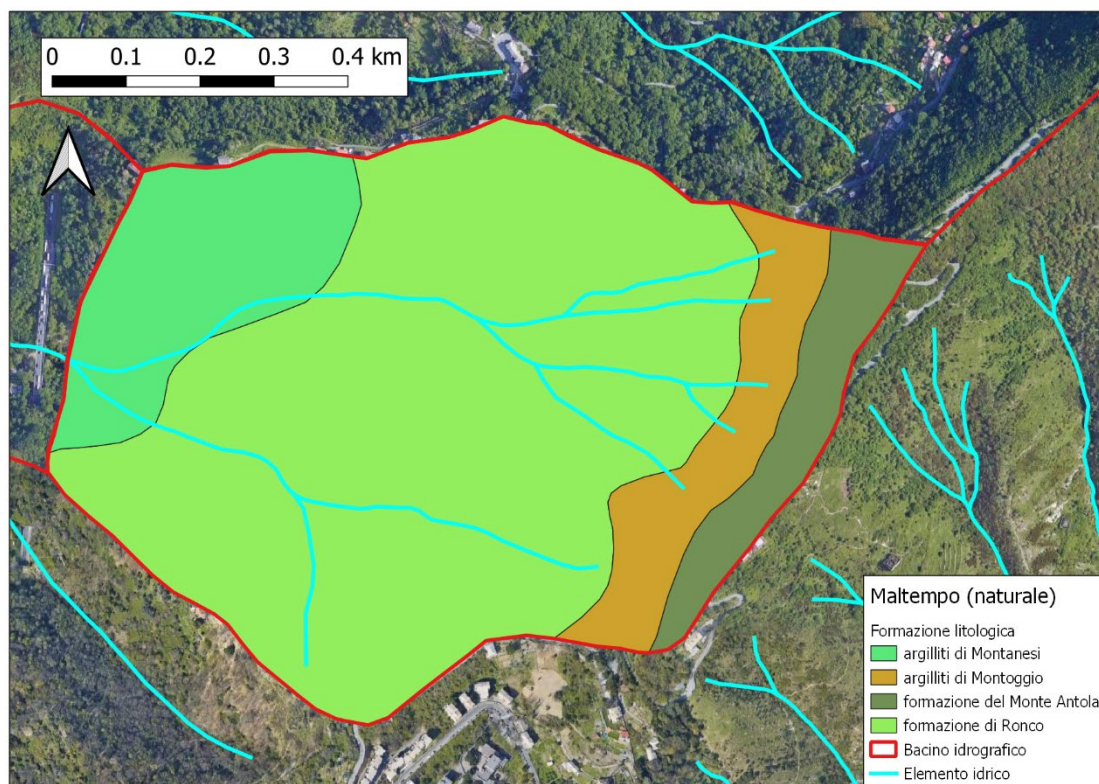 0 0.1 0.2 0.3 0.4 km
Maltempo (naturale)
Formazione litologica
argilliti di Montanesi
argilliti di Montoggio
formazione del Monte Antola
formazione di Ronco
Bacino idrografico
Elemento idrico